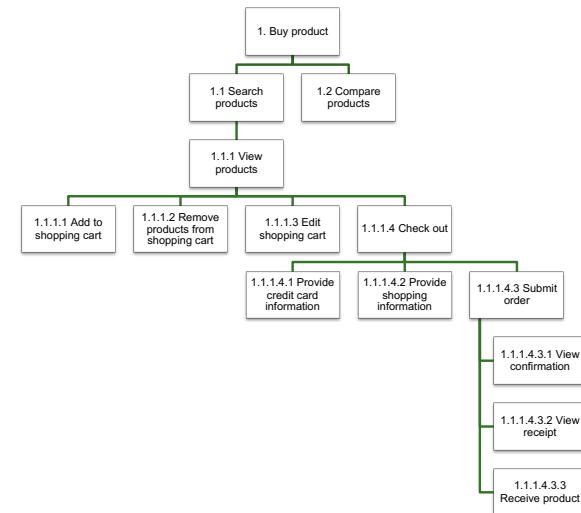 1. Buy product
1.1 Search
products
1.2 Compare
products
1.1.1 View
products
1.1.1.1 Add to
shopping cart
1.1.1.2 Remove
products from
shopping cart
1.1.1.3 Edit
shopping cart
1.1.1.4 Check out
1.1.1.4.1 Provide
credit card
information
1.1.1.4.2 Provide
shopping
information
1.1.1.4.3 Submit
order
1.1.1.4.3.1 View
confirmation
1.1.1.4.3.2 View
receipt
1.1.1.4.3.3
Receive product